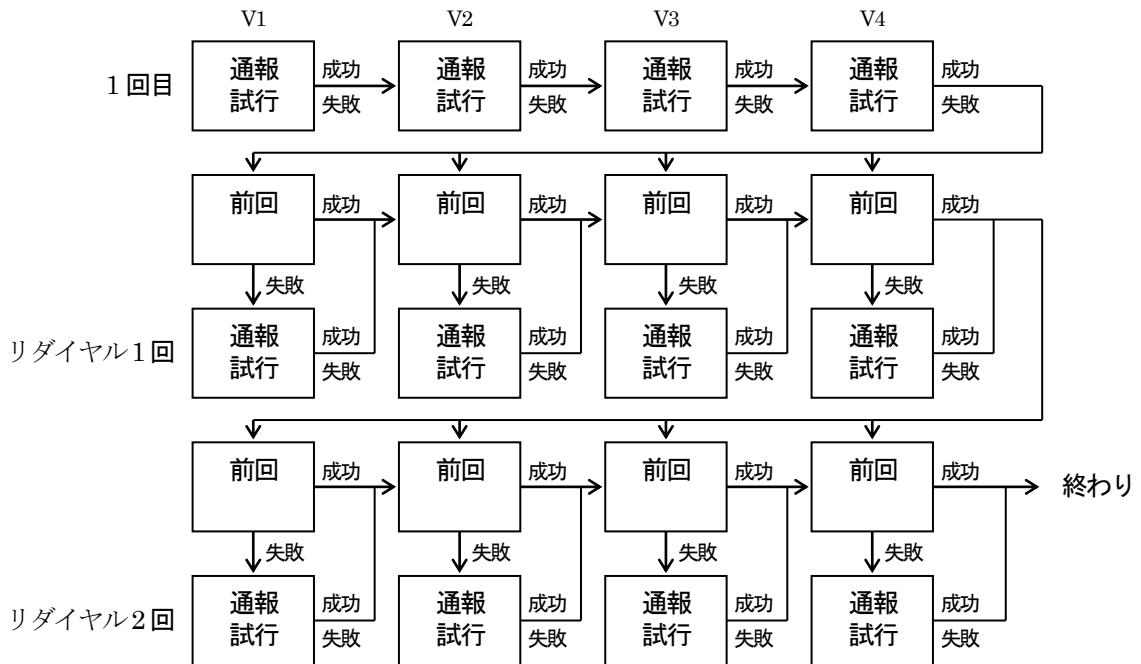 V1 V2 V3 V4
通報 成功 通報 成功 通報 成功 通報 成功
1回目
試行 失敗 試行 失敗 試行 失敗 試行 失敗
前回 成功 前回 成功 前回 成功 前回 成功
失敗 失敗 失敗 失敗
通報 成功 通報 成功 通報 成功 通報 成功
リダイヤル1回
試行 失敗 試行 失敗 試行 失敗 試行 失敗
前回 成功 前回 成功 前回 成功 前回 成功
終わり
失敗 失敗 失敗 失敗
通報 成功 通報 成功 通報 成功 通報 成功
リダイヤル2回
試行 失敗 試行 失敗 試行 失敗 試行 失敗